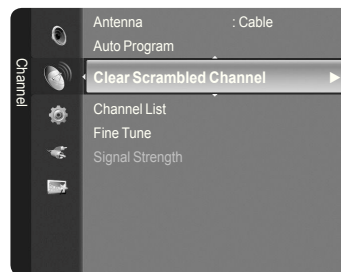 Channel
Antenna : Cable
Auto Program
Clear Scrambled Channel
Channel List
Fine Tune
Signal Strength